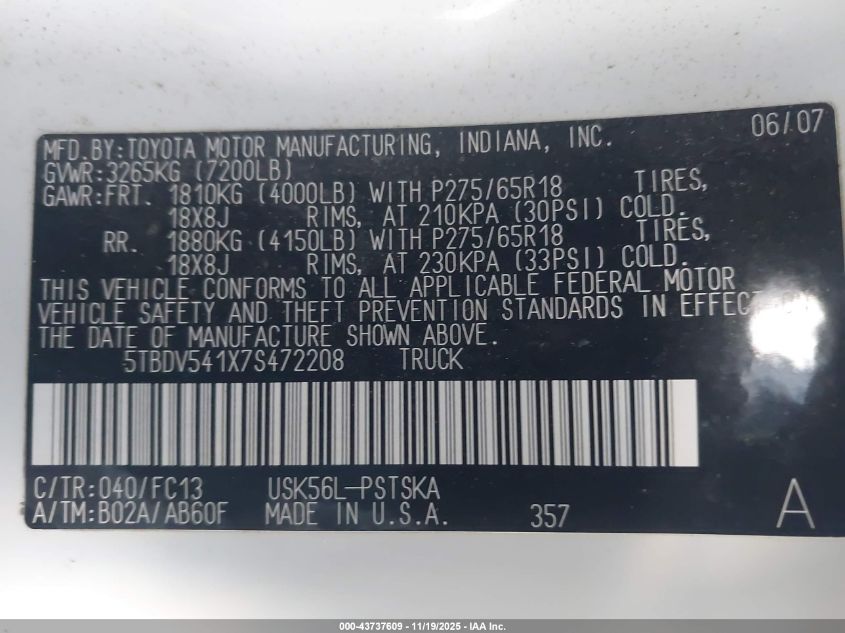 06/07
MFD.BY:TOYOTA MOTOR MANUFACTURING, INDIANA, INC.
GVWR:3265KG (7200LB)
GAWR:FRT. 1810KG (4000LB) WITH P275/65R18 TIRES,
18X8J RIMS, AT 210KPA (30PSI) COLD.
RR. 1880KG (4150LB) WITH P275/65R18 TIRES,
18X8J RIMS, AT 230KPA (33PSI) COLD.
THIS VEHICLE CONFORMS TO ALL APPLICABLE FEDERAL MOTOR
VEHICLE SAFETY AND THEFT PREVENTION STANDARDS IN EFFECT
THE DATE OF MANUFACTURE SHOWN ABOVE.
5TBDV541X7S472208 TRUCK
C/TR:040/FC13 USK56L-PSTSKA
A/TM:B02A/AB60F MADE IN U.S.A. 357 A
000-43737609 - 11/19/2025 - IAA Inc.